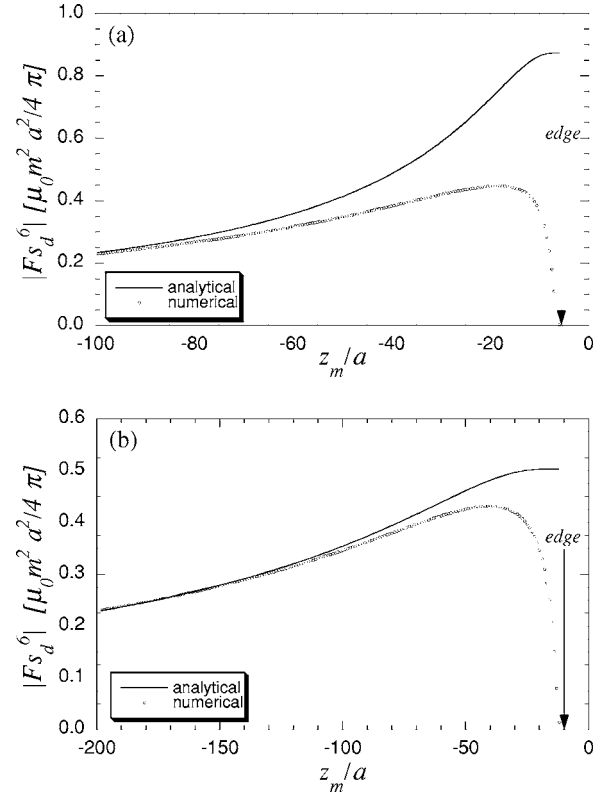 (a)
1.0
0.8
0.6
0.4
0.2
0.0
|Fs_d^6| [μ_0m^2 a^2/4 π]
edge
analytical
numerical
-100 -80 -60 -40 -20 0
z_m/a
(b)
0.6
0.5
0.4
0.3
0.2
0.1
0.0
|Fs_d^6| [μ_0m^2 a^2/4 π]
edge
analytical
numerical
-200 -150 -100 -50 0
z_m/a